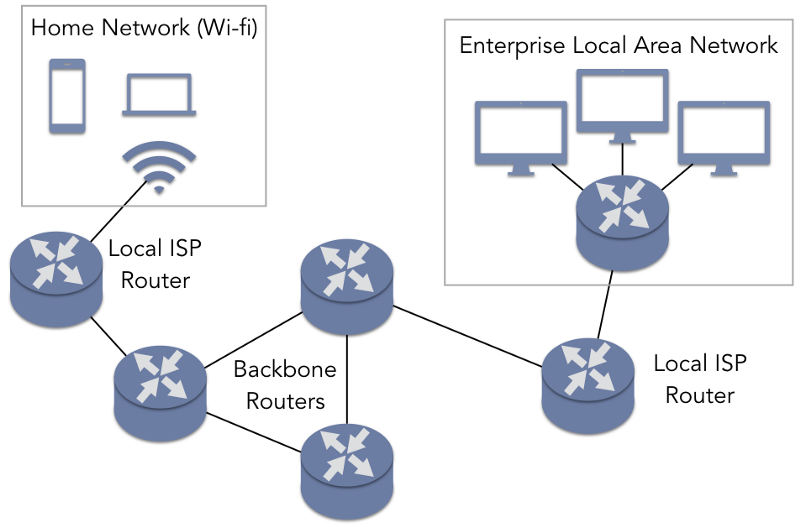 Home Network (Wi-fi)
Enterprise Local Area Network
Local ISP
Router
Backbone
Routers
Local ISP
Router